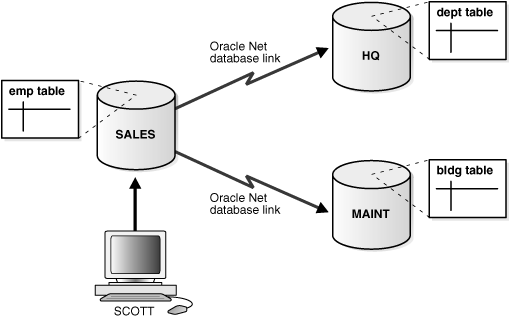 dept table
Oracle Net
database link
HQ
emp table
SALES
bldg table
Oracle Net
database link
MAINT
SCOTT